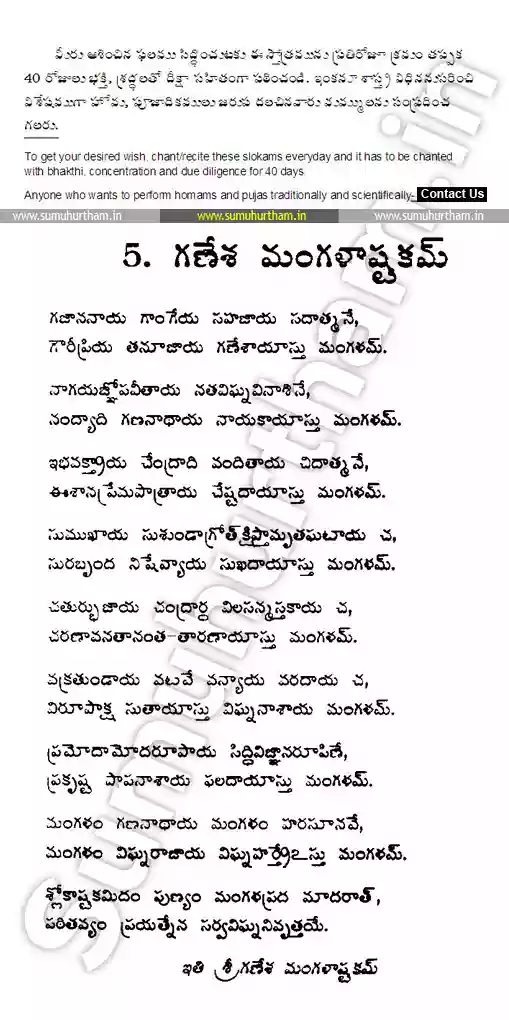 మీరు ఆశించిన ఫలము సిద్ధించుటకు ఈ స్తోత్రమును ప్రతిరోజూ క్రమం తప్పక
40 రోజులు భక్తి, శ్రద్ధలతో దీక్షా సహితంగా పఠించండి. ఇంకనూ శాస్త్ర విధిననుసరించి
విశేషముగా హోమ, పూజాదికములు జరుప దలచినవారు మమ్ములను సంప్రదించ
గలరు.
To get your desired wish, chant/recite these slokams everyday and it has to be chanted
with bhakthi, concentration and due diligence for 40 days
Anyone who wants to perform homams and pujas traditionally and scientifically- Contact Us
www.sumuhurtham.in www.sumuhurtham.in www.sumuhurtham.in
5. గణేశ మంగళాష్టకమ్
గజాననాయ గాంగేయ సహజాయ సదాత్మనే,
గౌరీప్రియ తనూజాయ గణేశాయాస్తు మంగళమ్.
నాగయజ్ఞోపవీతాయ నతవిఘ్నవినాశినే,
నంద్యాది గణనాథాయ నాయకాయాస్తు మంగళమ్.
ఇభవక్త్రాయ చేంద్రాది వందితాయ చిదాత్మనే,
ఈశానప్రేమపాత్రాయ చేష్టదాయాస్తు మంగళమ్.
సుముఖాయ సుశుండాగ్రోత్‌క్షిప్తామృతఘటాయ చ,
సురబృంద నిషేవ్యాయ సుఖదాయాస్తు మంగళమ్.
చతుర్భుజాయ చంద్రార్థ విలసన్మస్తకాయ చ,
చరణావనతానంత-తారణాయాస్తు మంగళమ్.
వక్రతుండాయ వటవే వన్యాయ వరదాయ చ,
విరూపాక్ష సుతాయాస్తు విఘ్ననాశాయ మంగళమ్.
ప్రమోదామోదరూపాయ సిద్ధివిజ్ఞానరూపిణే,
ప్రకృష్ట పాపనాశాయ ఫలదాయాస్తు మంగళమ్.
మంగళం గణనాథాయ మంగళం హరసూనవే,
మంగళం విఘ్నరాజాయ విఘ్నహర్త్రేఽస్తు మంగళమ్.
శ్లోకాష్టకమిదం పుణ్యం మంగళప్రద మాదరాత్,
పఠితవ్యం ప్రయత్నేన సర్వవిఘ్ననివృత్తయే.
ఇతి శ్రీగణేశ మంగళాష్టకమ్
Sumuhurtham.in